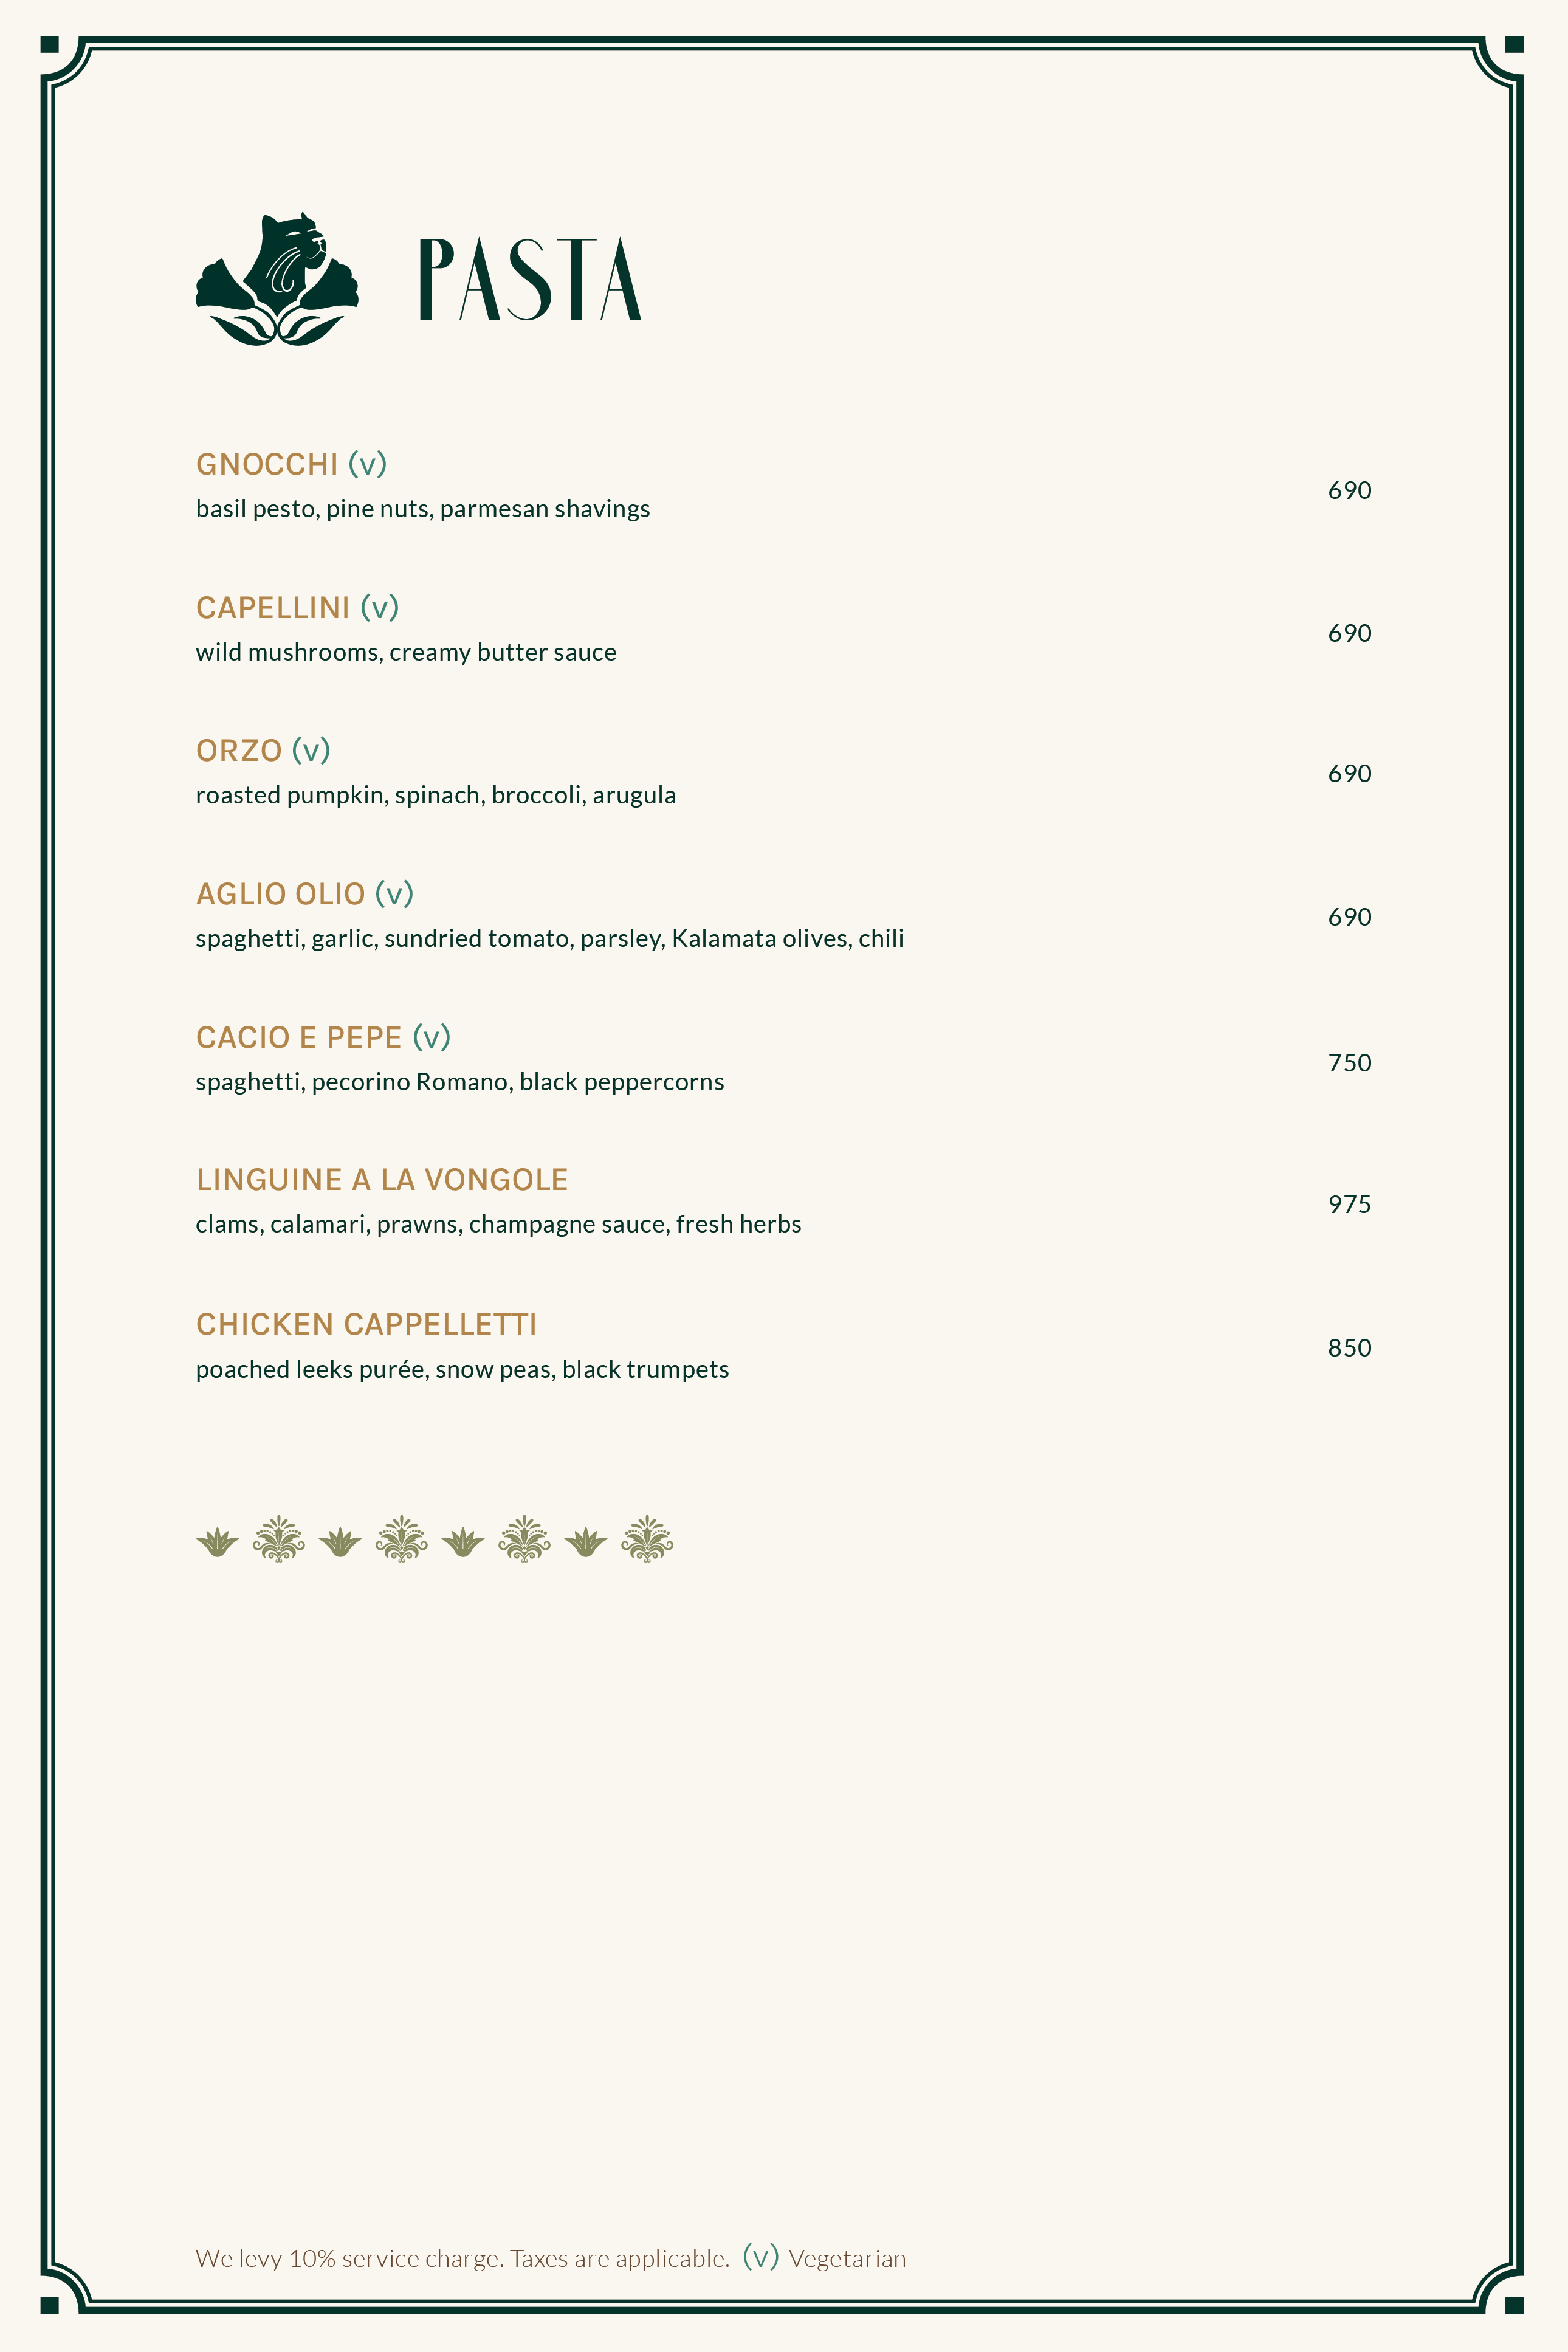 PASTA
GNOCCHI (v)
basil pesto, pine nuts, parmesan shavings
690
CAPELLINI (v)
wild mushrooms, creamy butter sauce
690
ORZO (v)
roasted pumpkin, spinach, broccoli, arugula
690
AGLIO OLIO (v)
spaghetti, garlic, sundried tomato, parsley, Kalamata olives, chili
690
CACIO E PEPE (v)
spaghetti, pecorino Romano, black peppercorns
750
LINGUINE A LA VONGOLE
clams, calamari, prawns, champagne sauce, fresh herbs
975
CHICKEN CAPPELLETTI
poached leeks purée, snow peas, black trumpets
850
We levy 10% service charge. Taxes are applicable. (v) Vegetarian